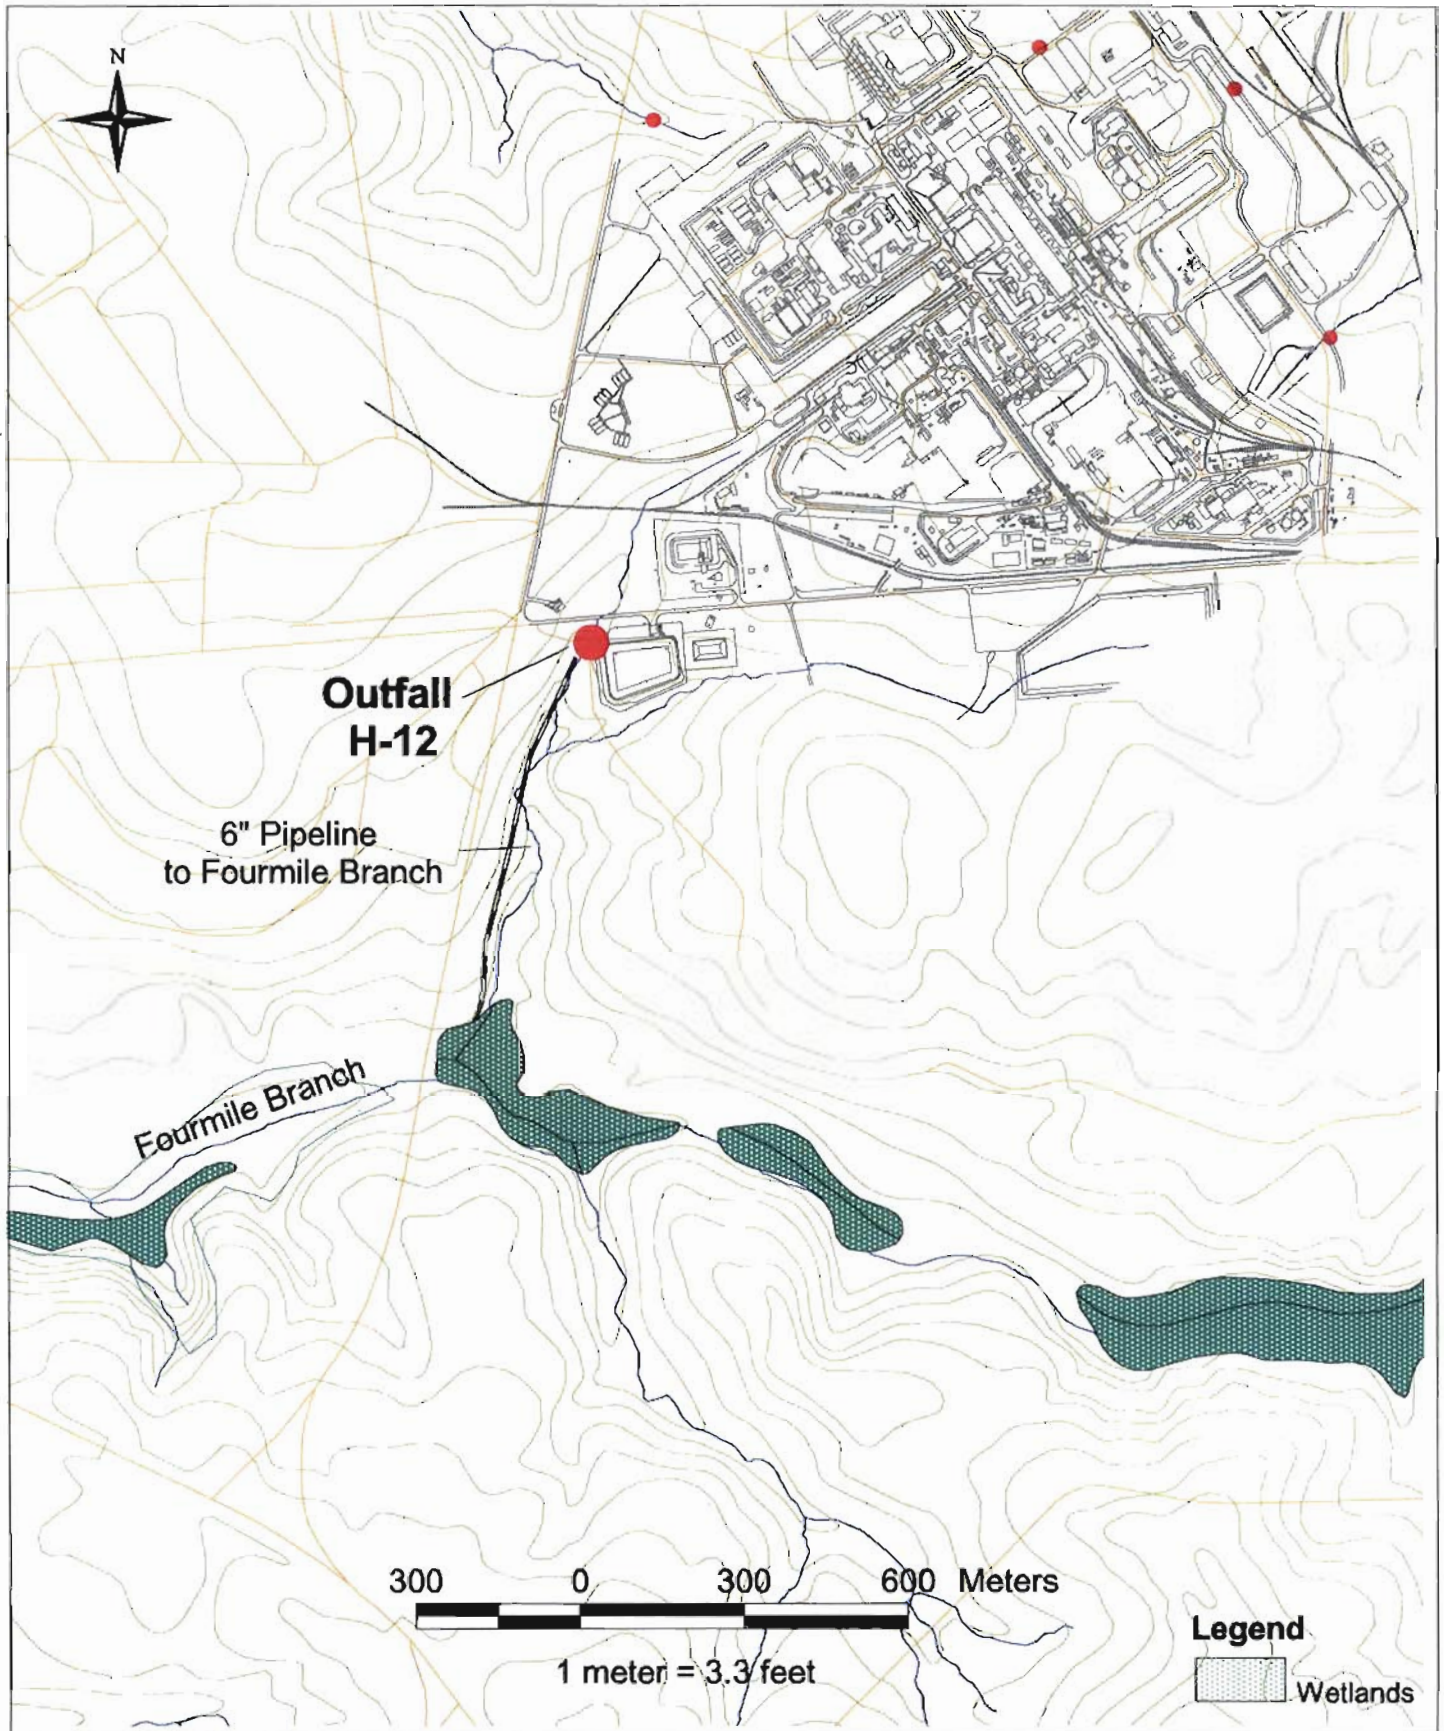 N
Outfall
H-12
6" Pipeline
to Fourmile Branch
Fourmile Branch
300 0 300 600 Meters
1 meter = 3.3 feet
Legend
Wetlands